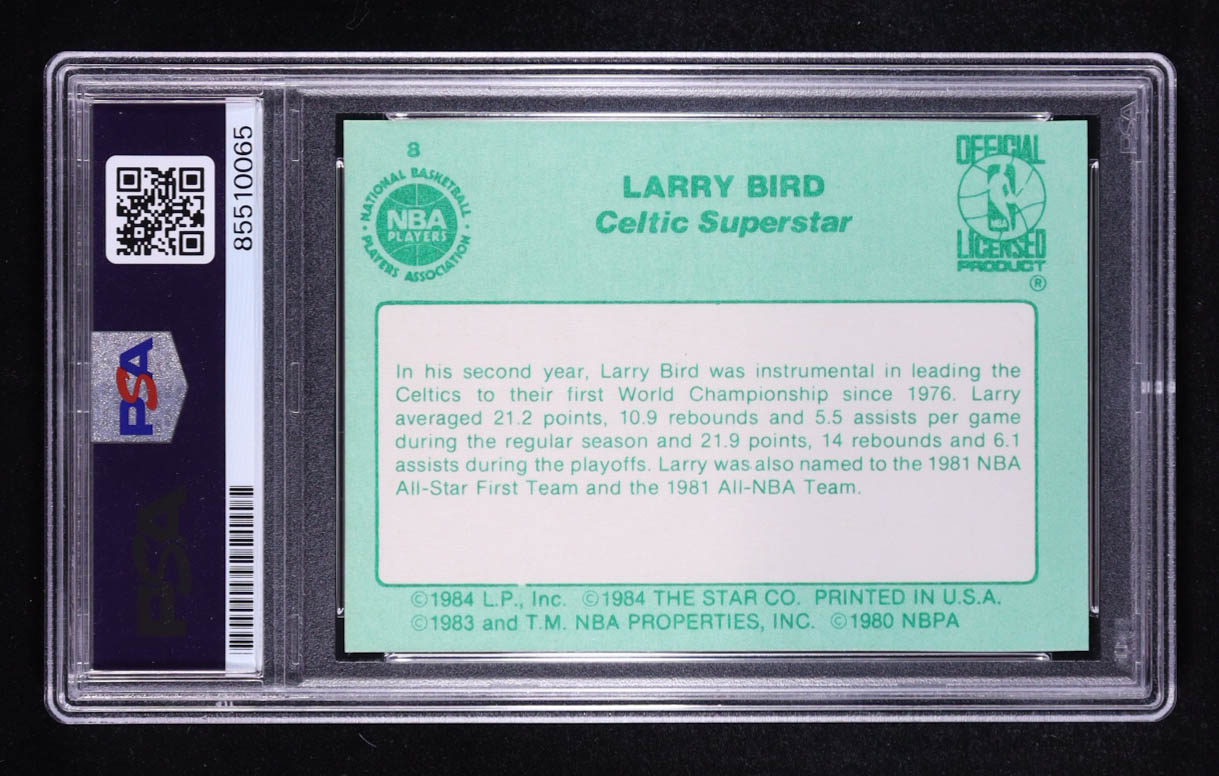 85510065
PSA
PSA
PSA
8
NATIONAL BASKETBALL
NBA
PLAYERS
PLAYERS ASSOCIATION
LARRY BIRD
Celtic Superstar
OFFICIAL
NBA
LICENSED
PRODUCT
®
In his second year, Larry Bird was instrumental in leading the
Celtics to their first World Championship since 1976. Larry
averaged 21.2 points, 10.9 rebounds and 5.5 assists per game
during the regular season and 21.9 points, 14 rebounds and 6.1
assists during the playoffs. Larry was also named to the 1981 NBA
All-Star First Team and the 1981 All-NBA Team.
©1984 L.P., Inc. ©1984 THE STAR CO. PRINTED IN U.S.A.
©1983 and T.M. NBA PROPERTIES, INC. ©1980 NBPA